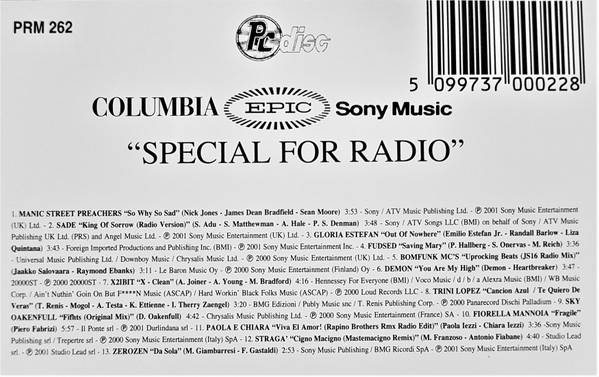 PRM 262
PC disc
5 099737 000228
COLUMBIA EPIC Sony Music
“SPECIAL FOR RADIO”
1. MANIC STREET PREACHERS “So Why So Sad” (Nick Jones - James Dean Bradfield - Sean Moore) 3:53 - Sony / ATV Music Publishing Ltd. - ℗ 2001 Sony Music Entertainment
(UK) Ltd. - 2. SADE “King Of Sorrow (Radio Version)” (S. Adu - S. Matthewman - A. Hale - P. S. Denman) 3:48 - Sony / ATV Songs LLC (BMI) on behalf of Sony / ATV Music
Publishing UK Ltd. (PRS) and Angel Music Ltd. - ℗ 2001 Sony Music Entertainment (UK) Ltd. - 3. GLORIA ESTEFAN “Out Of Nowhere” (Emilio Estefan Jr. - Randall Barlow - Liza
Quintana) 3:43 - Foreign Imported Productions and Publishing Inc. (BMI) - ℗ 2001 Sony Music Entertainment Inc. - 4. FUDSED “Saving Mary” (P. Hallberg - S. Onervas - M. Reich) 3:36
- Universal Music Publishing Ltd. / Downboy Music / Chrysalis Music Ltd. - ℗ 2000 Sony Music Entertainment (UK) Ltd. - 5. BOMFUNK MC'S “Uprocking Beats (JS16 Radio Mix)”
(Jaakko Salovaara - Raymond Ebanks) 3:11 - Le Baron Music Oy - ℗ 2000 Sony Music Entertainment (Finland) Oy - 6. DEMON “You Are My High” (Demon - Heartbreaker) 3:47 -
20000ST - ℗ 2000 20000ST - 7. XZIBIT “X - Clean” (A. Joiner - A. Young - M. Bradford) 4:16 - Hennessy For Everyone (BMI) / Voco Music / d / b / a Alexra Music (BMI) / WB Music
Corp. / Ain't Nuthin' Goin On But F****N Music (ASCAP) / Hard Workin' Black Folks Music (ASCAP) - ℗ 2000 Loud Records LLC - 8. TRINI LOPEZ “Cancion Azul / Te Quiero De
Veras” (T. Renis - Mogol - A. Testa - K. Ettienne - I. Therry Zaengel) 3:20 - BMG Edizioni / Publy Music snc / T. Renis Publishing Corp. - ℗ 2000 Panarecord Dischi Palladium - 9. SKY
OAKENFULL “Fifhts (Original Mix)” (D. Oakenfull) 4:42 - Chrysalis Music Publishing Ltd. - ℗ 2000 Sony Music Entertainment (France) SA - 10. FIORELLA MANNOIA “Fragile”
(Piero Fabrizi) 5:57 - Il Ponte srl - ℗ 2001 Durlindana srl - 11. PAOLA E CHIARA “Viva El Amor! (Rapino Brothers Rmx Radio Edit)” (Paola Iezzi - Chiara Iezzi) 3:36 -Sony Music
Publishing srl / Trepertre srl - ℗ 2000 Sony Music Entertainment (Italy) SpA - 12. STRAGA' “Cigno Macigno (Mastemacigno Remix)” (M. Franzoso - Antonio Fiabane) 4:40 - Studio Lead
srl - ℗ 2001 Studio Lead srl - 13. ZEROZEN “Da Sola” (M. Giambarresi - F. Gastaldi) 2:53 - Sony Music Publishing / BMG Ricordi SpA - ℗ 2001 Sony Music Entertainment (Italy) SpA